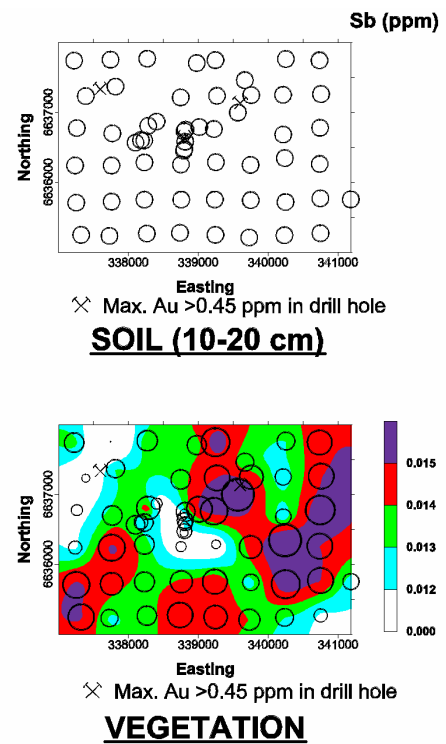 Sb (ppm)
Northing
6637000
6636000
338000 339000 340000 341000
Easting
Max. Au >0.45 ppm in drill hole
SOIL (10-20 cm)
Northing
6637000
6636000
0.015
0.014
0.013
0.012
0.000
338000 339000 340000 341000
Easting
Max. Au >0.45 ppm in drill hole
VEGETATION